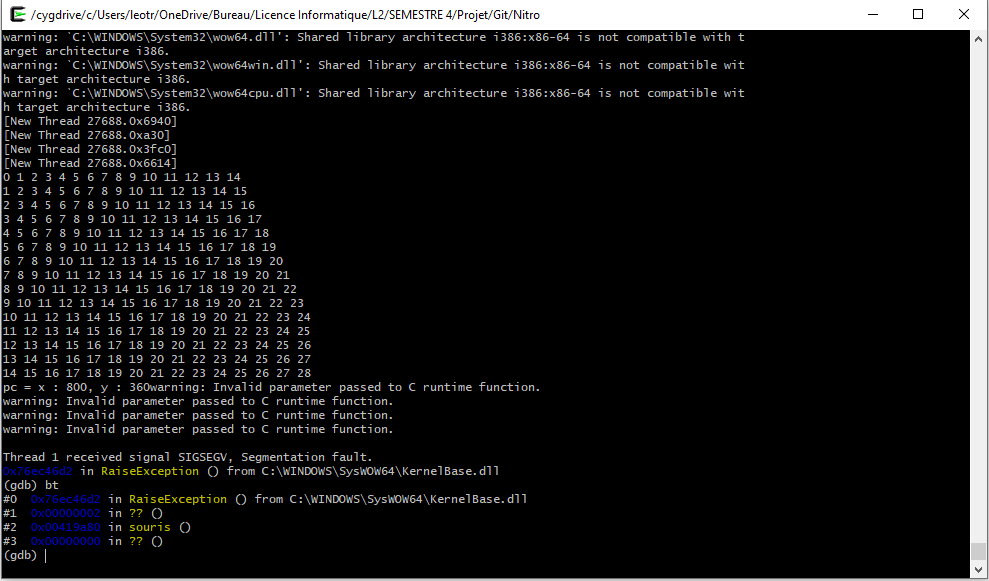 /cygdrive/c/Users/leotr/OneDrive/Bureau/Licence Informatique/L2/SEMESTRE 4/Projet/Git/Nitro
warning: `C:\WINDOWS\System32\wow64.dll': Shared library architecture i386:x86-64 is not compatible with t
arget architecture i386.
warning: `C:\WINDOWS\System32\wow64win.dll': Shared library architecture i386:x86-64 is not compatible wit
h target architecture i386.
warning: `C:\WINDOWS\System32\wow64cpu.dll': Shared library architecture i386:x86-64 is not compatible wit
h target architecture i386.
[New Thread 27688.0x6940]
[New Thread 27688.0xa30]
[New Thread 27688.0x3fc0]
[New Thread 27688.0x6614]
0 1 2 3 4 5 6 7 8 9 10 11 12 13 14
1 2 3 4 5 6 7 8 9 10 11 12 13 14 15
2 3 4 5 6 7 8 9 10 11 12 13 14 15 16
3 4 5 6 7 8 9 10 11 12 13 14 15 16 17
4 5 6 7 8 9 10 11 12 13 14 15 16 17 18
5 6 7 8 9 10 11 12 13 14 15 16 17 18 19
6 7 8 9 10 11 12 13 14 15 16 17 18 19 20
7 8 9 10 11 12 13 14 15 16 17 18 19 20 21
8 9 10 11 12 13 14 15 16 17 18 19 20 21 22
9 10 11 12 13 14 15 16 17 18 19 20 21 22 23
10 11 12 13 14 15 16 17 18 19 20 21 22 23 24
11 12 13 14 15 16 17 18 19 20 21 22 23 24 25
12 13 14 15 16 17 18 19 20 21 22 23 24 25 26
13 14 15 16 17 18 19 20 21 22 23 24 25 26 27
14 15 16 17 18 19 20 21 22 23 24 25 26 27 28
pc = x : 800, y : 360warning: Invalid parameter passed to C runtime function.
warning: Invalid parameter passed to C runtime function.
warning: Invalid parameter passed to C runtime function.
warning: Invalid parameter passed to C runtime function.
Thread 1 received signal SIGSEGV, Segmentation fault.
0x76ec46d2 in RaiseException () from C:\WINDOWS\SysWOW64\KernelBase.dll
(gdb) bt
#0 0x76ec46d2 in RaiseException () from C:\WINDOWS\SysWOW64\KernelBase.dll
#1 0x00000002 in ?? ()
#2 0x00419a80 in souris ()
#3 0x00000000 in ?? ()
(gdb)